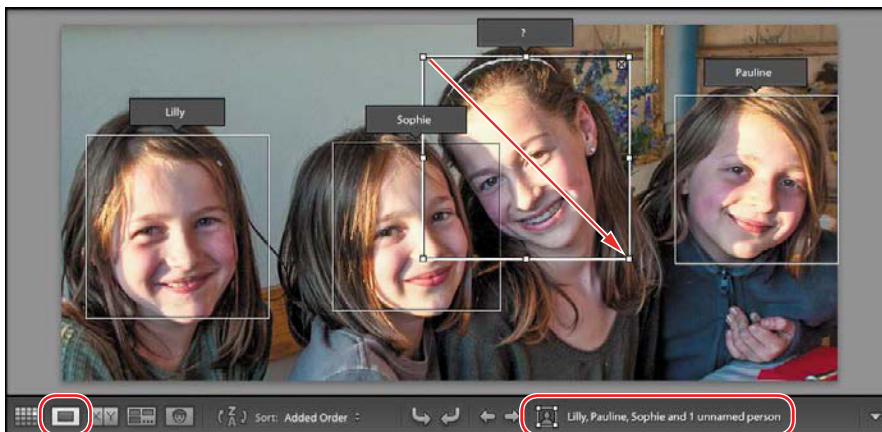 ?
Pauline
Lilly
Sophie
X Y
Z
A
Sort: Added Order
Lilly, Pauline, Sophie and 1 unnamed person